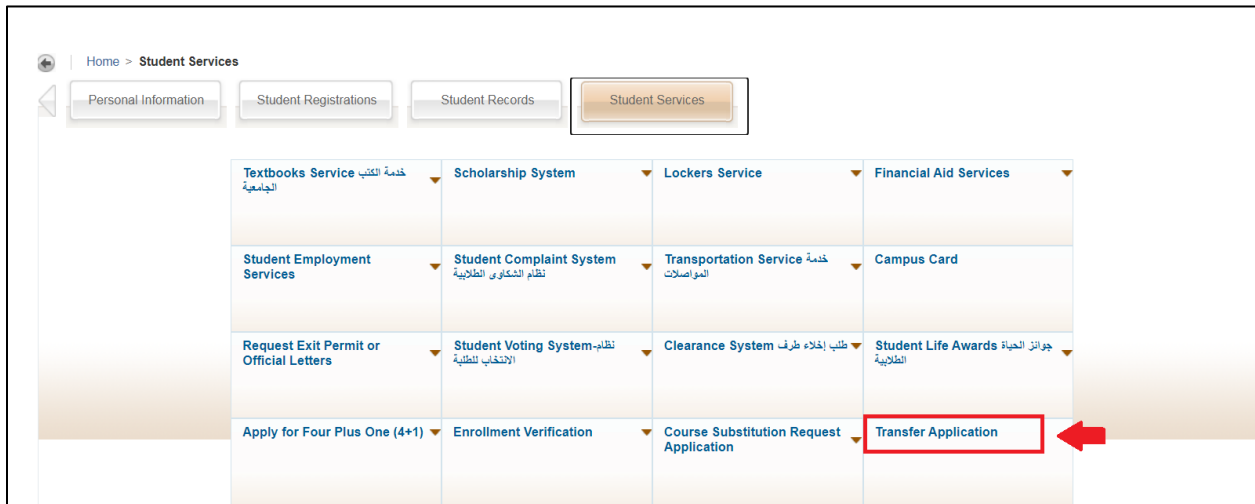 Home > Student Services
Personal Information
Student Registrations
Student Records
Student Services
Textbooks Service خدمة الكتب
الجامعية
Scholarship System
Lockers Service
Financial Aid Services
Student Employment
Services
Student Complaint System
نظام الشكاوى الطلابية
Transportation Service خدمة
المواصلات
Campus Card
Request Exit Permit or
Official Letters
Student Voting System-نظام
الانتخاب للطلبة
Clearance System طلب إخلاء طرف
Student Life Awards جوائز الحياة
الطلابية
Apply for Four Plus One (4+1)
Enrollment Verification
Course Substitution Request
Application
Transfer Application